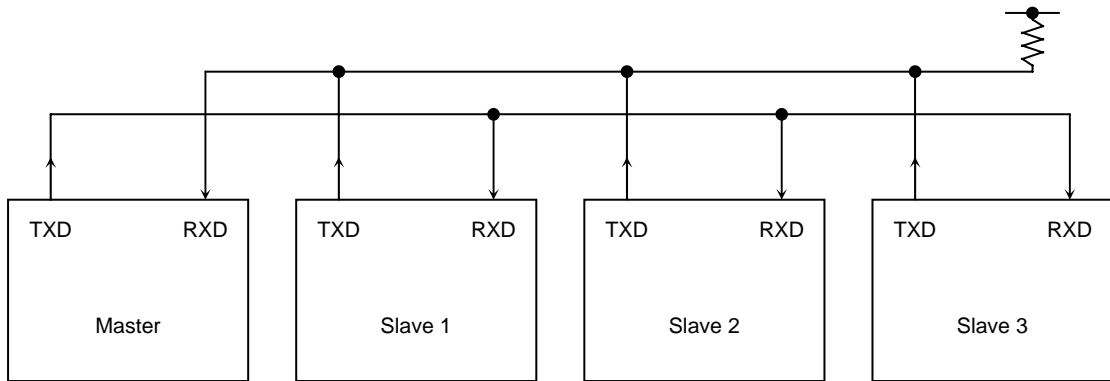 TXD RXD TXD RXD TXD RXD TXD RXD
Master Slave 1 Slave 2 Slave 3